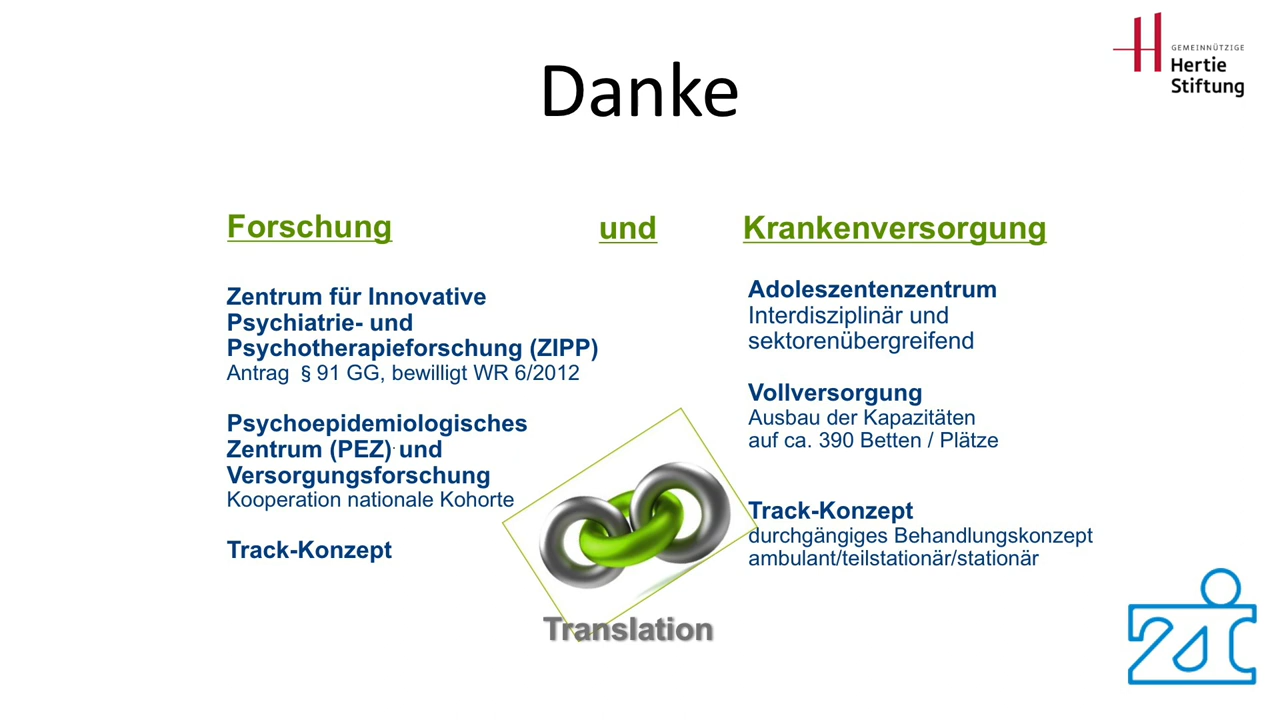 GEMEINNÜTZIGE
Hertie
Stiftung
Danke
Forschung und Krankenversorgung
Zentrum für Innovative
Psychiatrie- und
Psychotherapieforschung (ZIPP)
Antrag § 91 GG, bewilligt WR 6/2012
Psychoepidemiologisches
Zentrum (PEZ) und
Versorgungsforschung
Kooperation nationale Kohorte
Track-Konzept
Adoleszentenzentrum
Interdisziplinär und
sektorenübergreifend
Vollversorgung
Ausbau der Kapazitäten
auf ca. 390 Betten / Plätze
Track-Konzept
durchgängiges Behandlungskonzept
ambulant/teilstationär/stationär
Translation